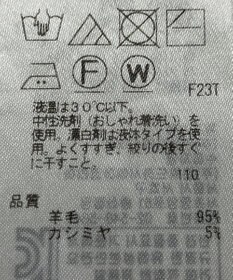 F
W
F23T
液温は30℃以下。
中性洗剤（おしゃれ着洗い）を
使用。漂白剤は液体タイプを使
用。よくすすぎ、絞りの後すぐ
に干すこと。
110
品質
羊毛 95%
カシミヤ 5%